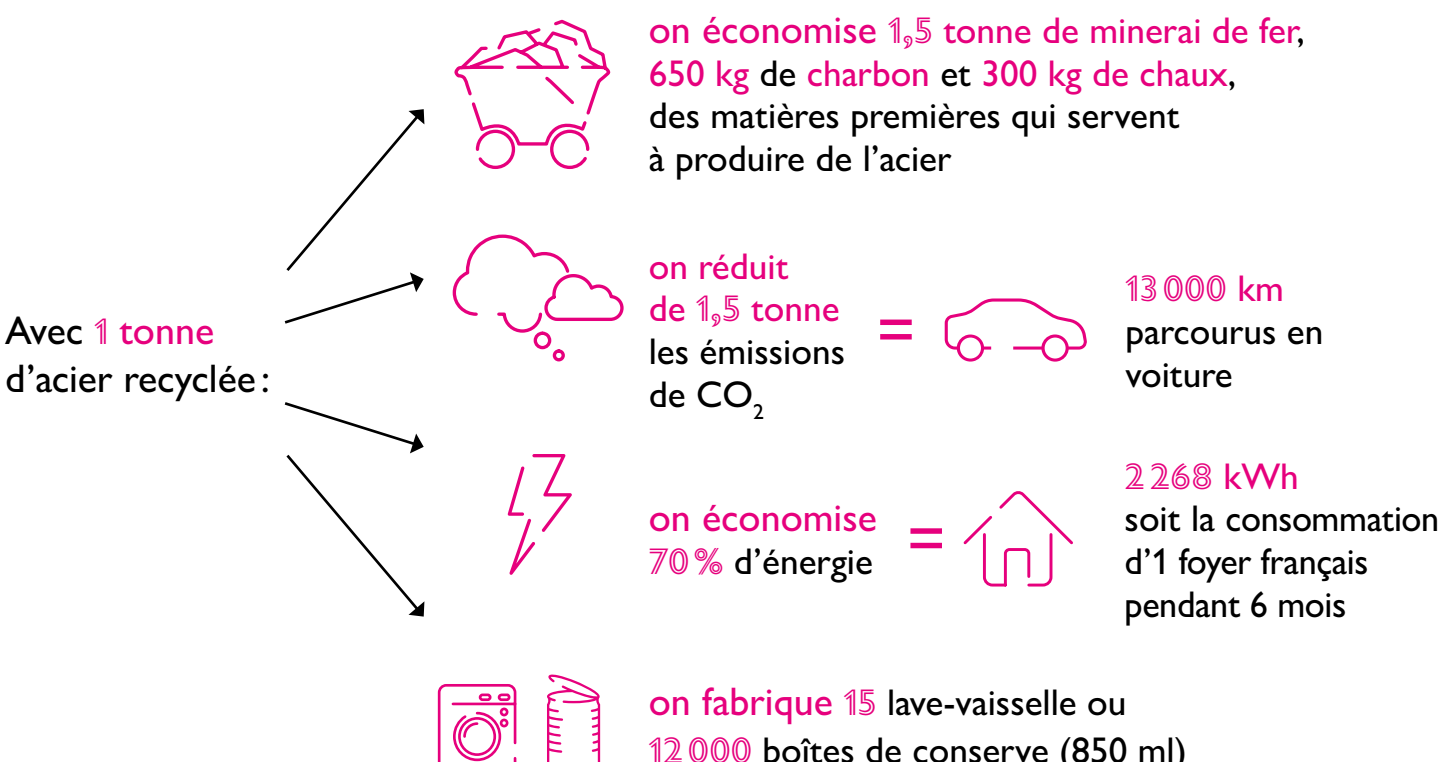 on économise 1,5 tonne de minerai de fer,
650 kg de charbon et 300 kg de chaux,
des matières premières qui servent
à produire de l’acier
Avec 1 tonne
d’acier recyclée :
on réduit
de 1,5 tonne
les émissions
de CO₂
=
13 000 km
parcourus en
voiture
on économise
70 % d’énergie
=
2 268 kWh
soit la consommation
d’1 foyer français
pendant 6 mois
on fabrique 15 lave-vaisselle ou
12 000 boîtes de conserve (850 ml)